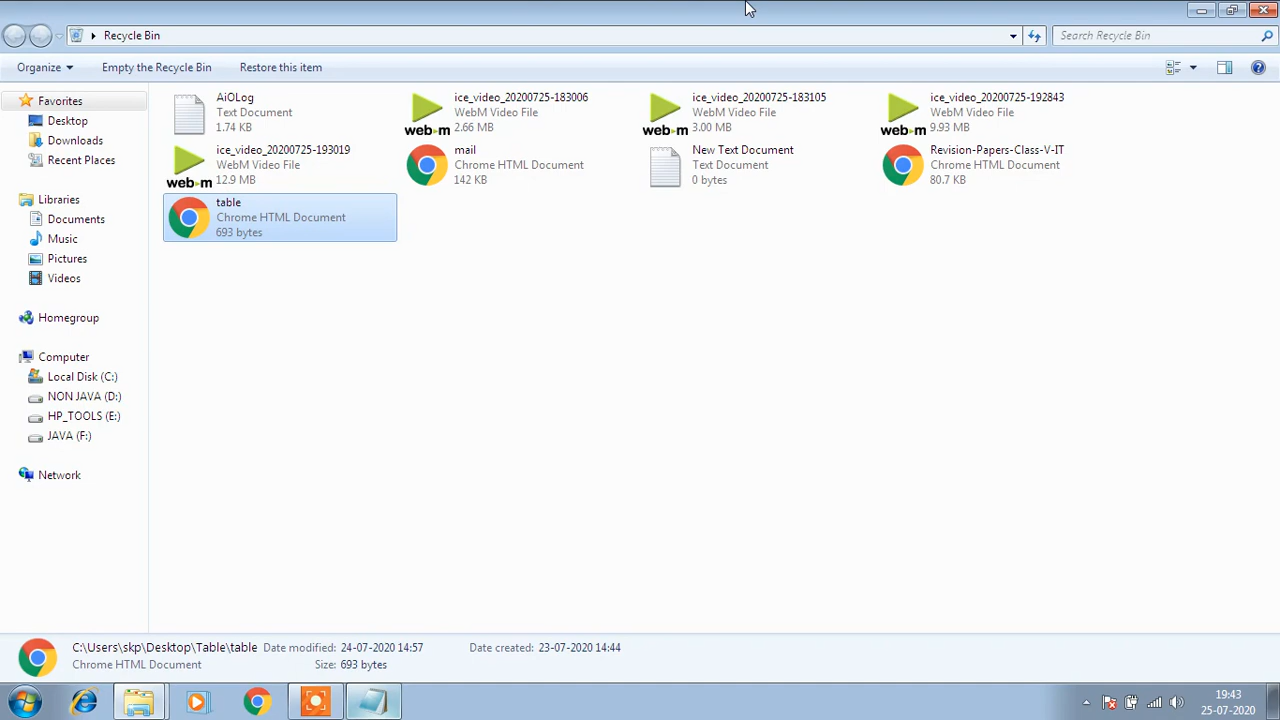 Recycle Bin
Search Recycle Bin
Organize
Empty the Recycle Bin
Restore this item
Favorites
Desktop
Downloads
Recent Places
Libraries
Documents
Music
Pictures
Videos
Homegroup
Computer
Local Disk (C:)
NON JAVA (D:)
HP_TOOLS (E:)
JAVA (F:)
Network
AiOLog
Text Document
1.74 KB
ice_video_20200725-183006
WebM Video File
2.66 MB
web m
ice_video_20200725-183105
WebM Video File
3.00 MB
web m
ice_video_20200725-192843
WebM Video File
9.93 MB
web m
ice_video_20200725-193019
WebM Video File
12.9 MB
web m
mail
Chrome HTML Document
142 KB
New Text Document
Text Document
0 bytes
Revision-Papers-Class-V-IT
Chrome HTML Document
80.7 KB
table
Chrome HTML Document
693 bytes
C:\Users\skp\Desktop\Table\table Date modified: 24-07-2020 14:57 Date created: 23-07-2020 14:44
Chrome HTML Document Size: 693 bytes
19:43
25-07-2020